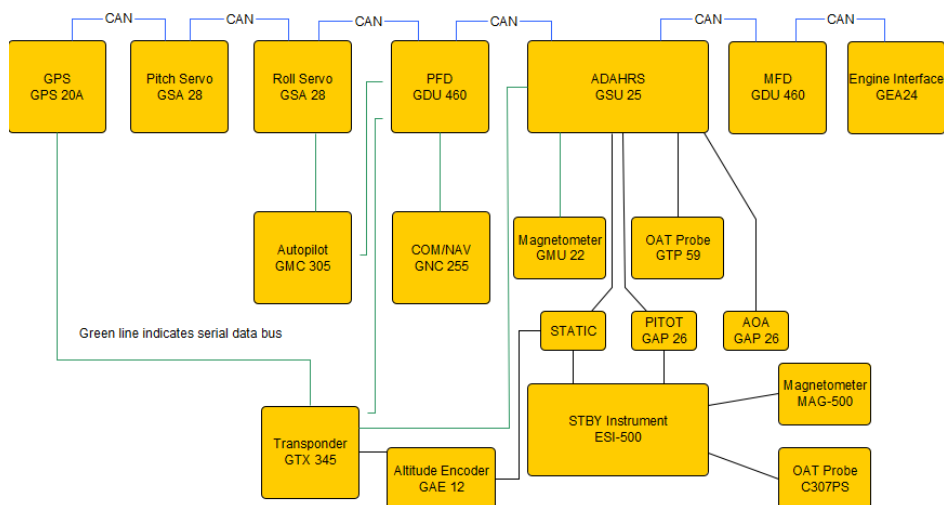 CAN
CAN
CAN
CAN
CAN
CAN
GPS
GPS 20A
Pitch Servo
GSA 28
Roll Servo
GSA 28
PFD
GDU 460
ADAHRS
GSU 25
MFD
GDU 460
Engine Interface
GEA24
Autopilot
GMC 305
COM/NAV
GNC 255
Magnetometer
GMU 22
OAT Probe
GTP 59
Green line indicates serial data bus
STATIC
PITOT
GAP 26
AOA
GAP 26
Magnetometer
MAG-500
STBY Instrument
ESI-500
Transponder
GTX 345
Altitude Encoder
GAE 12
OAT Probe
C307PS